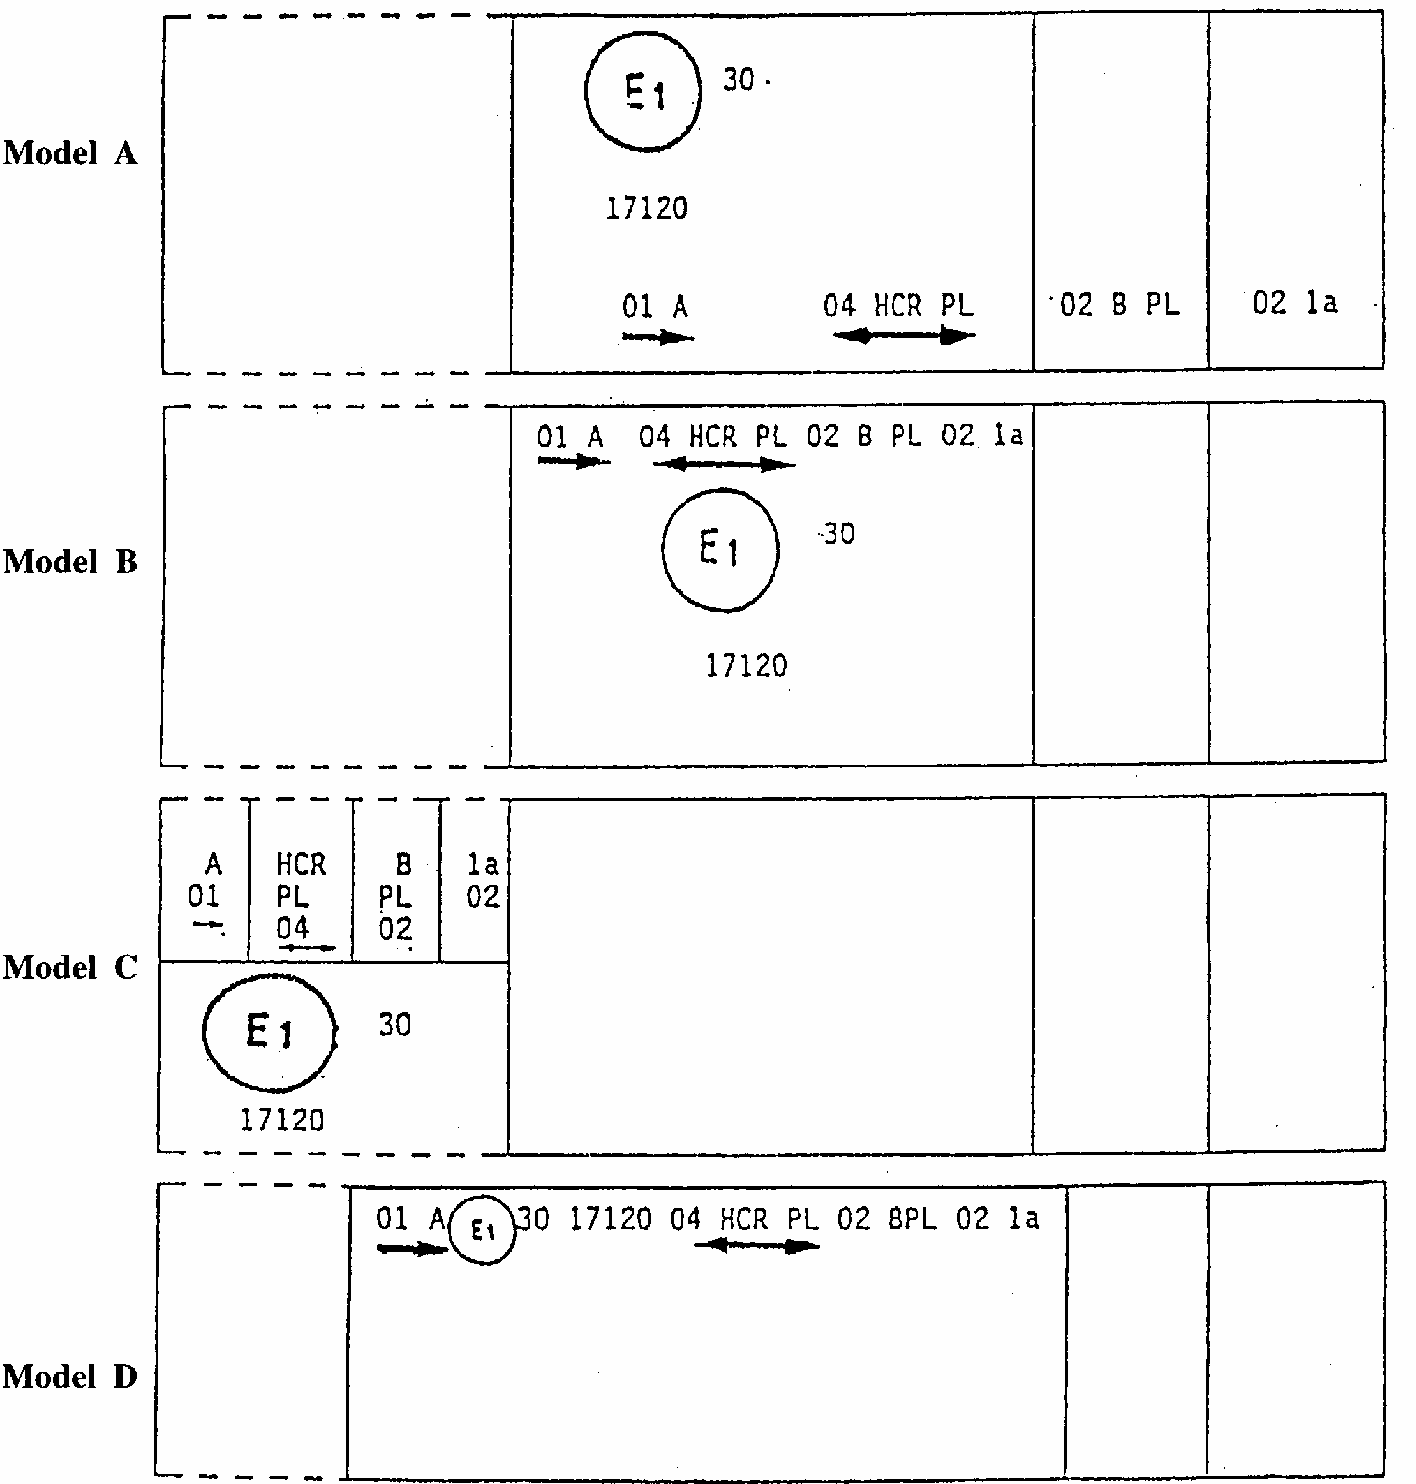 E1 30
Model A
17120
01 A 04 HCR PL 02 B PL 02 1a
01 A 04 HCR PL 02 B PL 02 1a
E1 30
Model B
17120
A HCR B 1a
01 PL PL 02
04 02
Model C
E1 30
17120
01 A E1 30 17120 04 HCR PL 02 BPL 02 1a
Model D